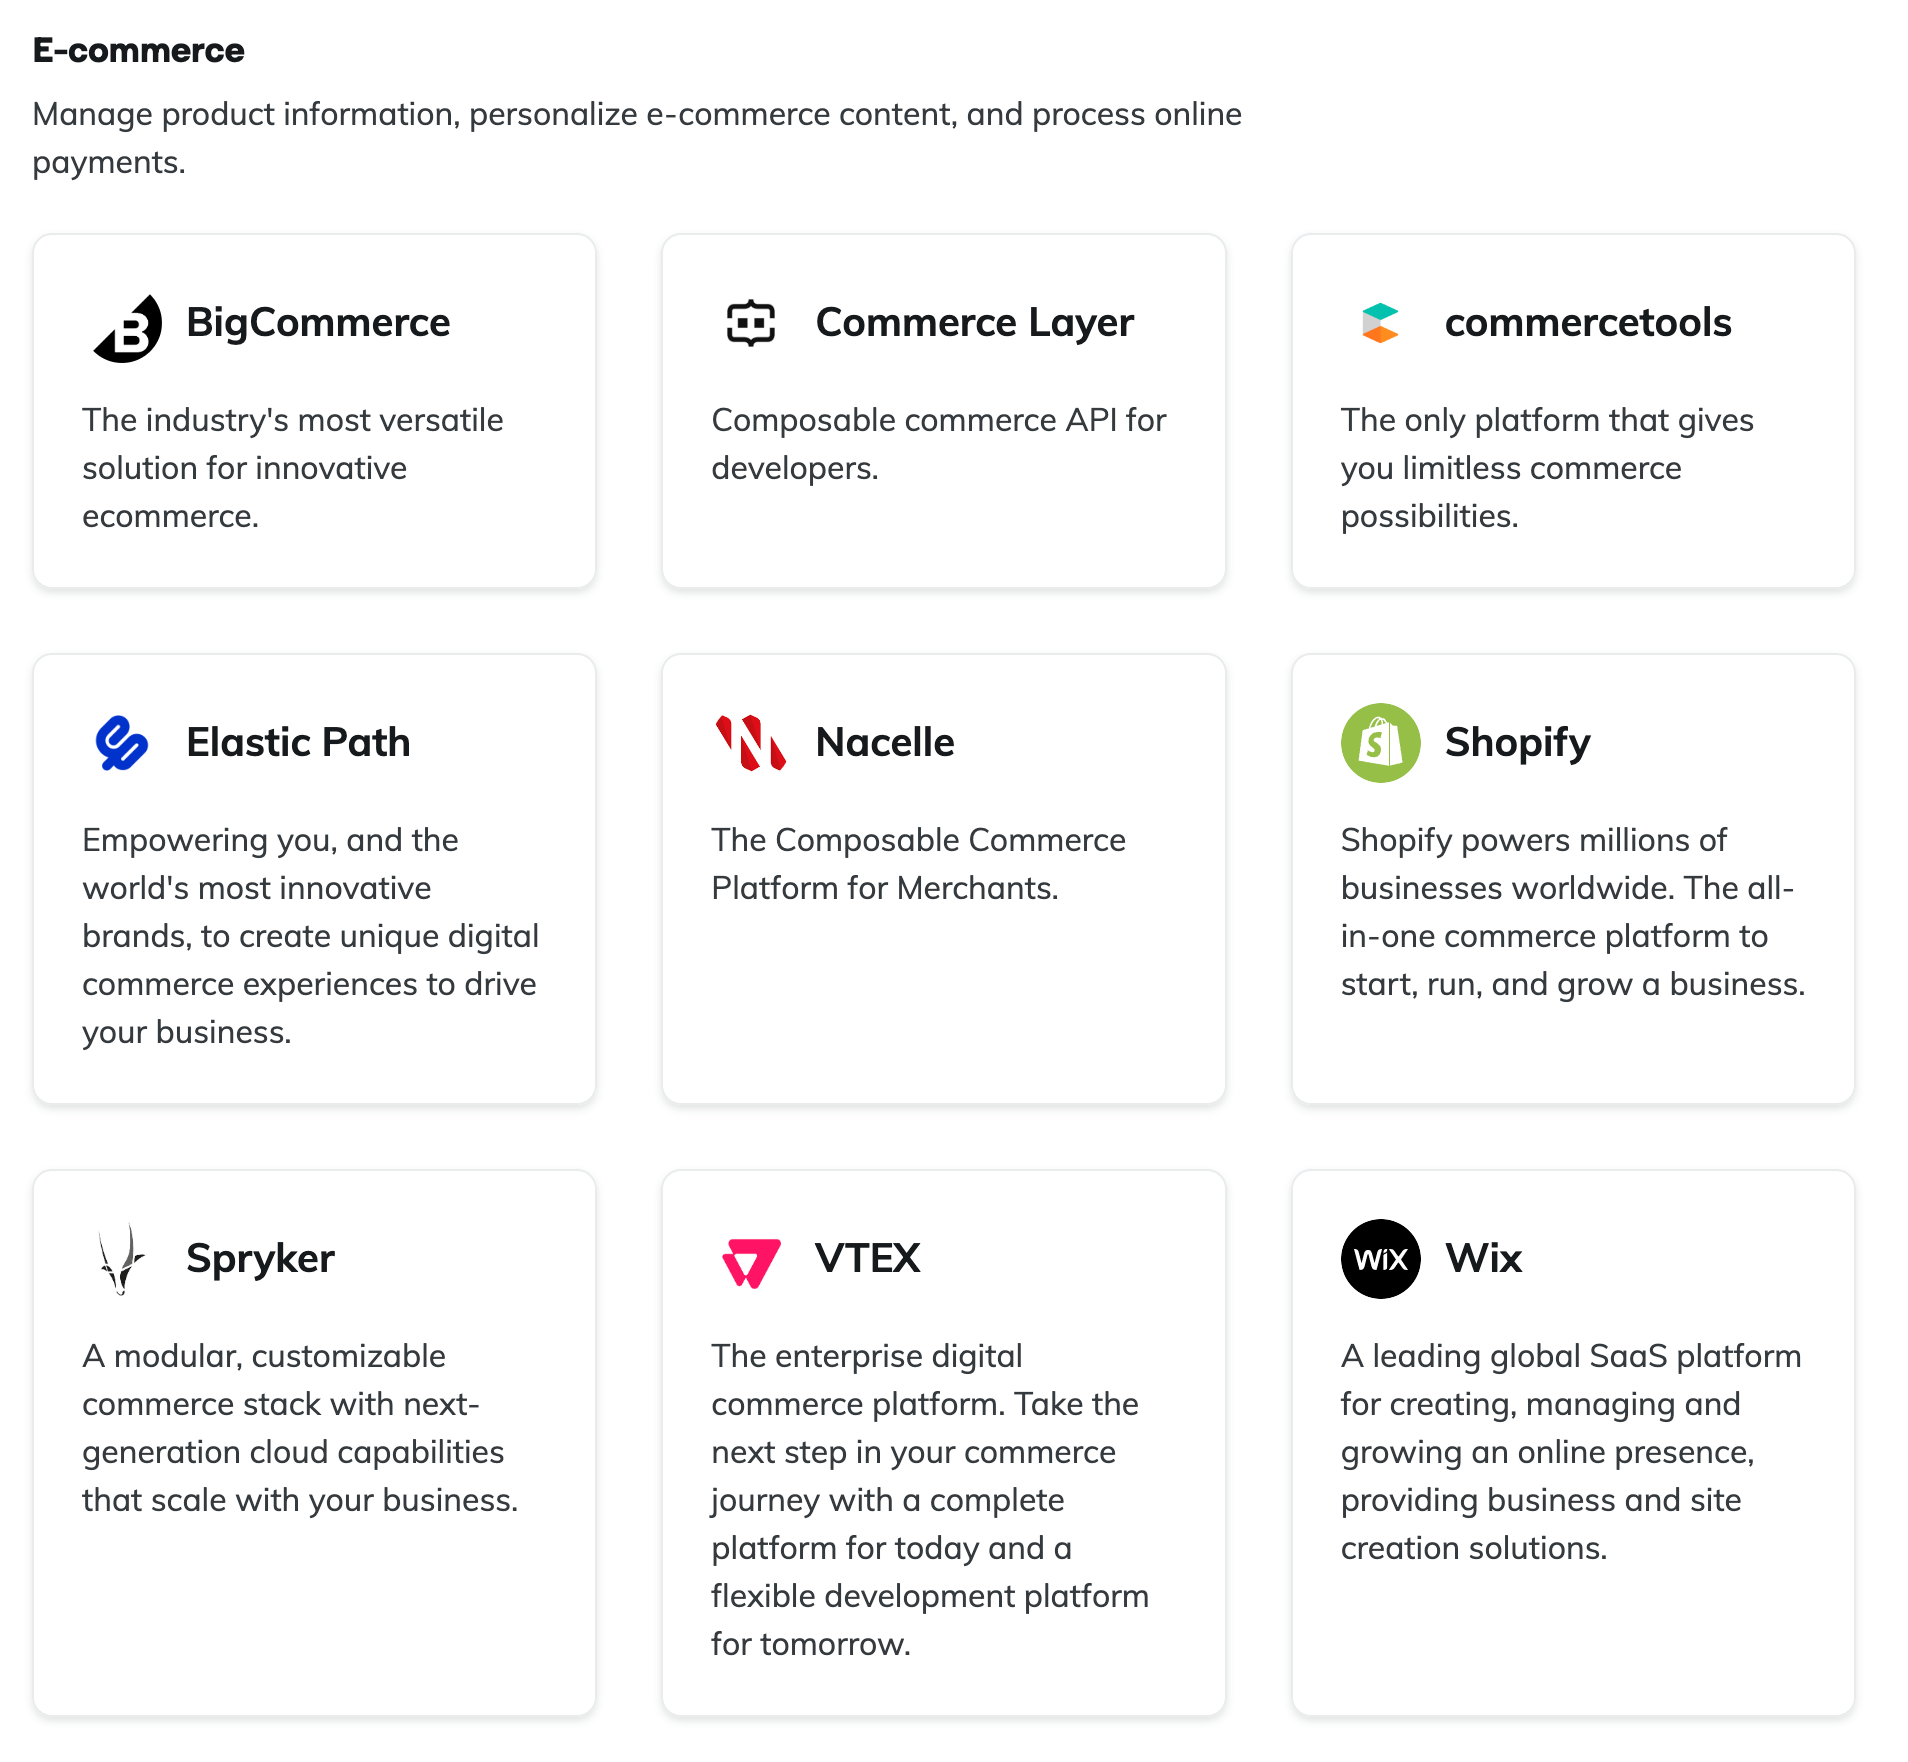 E-commerce
Manage product information, personalize e-commerce content, and process online
payments.
BigCommerce
The industry's most versatile
solution for innovative
ecommerce.
Commerce Layer
Composable commerce API for
developers.
commercetools
The only platform that gives
you limitless commerce
possibilities.
Elastic Path
Empowering you, and the
world's most innovative
brands, to create unique digital
commerce experiences to drive
your business.
Nacelle
The Composable Commerce
Platform for Merchants.
Shopify
Shopify powers millions of
businesses worldwide. The all-
in-one commerce platform to
start, run, and grow a business.
Spryker
A modular, customizable
commerce stack with next-
generation cloud capabilities
that scale with your business.
VTEX
The enterprise digital
commerce platform. Take the
next step in your commerce
journey with a complete
platform for today and a
flexible development platform
for tomorrow.
WiX
Wix
A leading global SaaS platform
for creating, managing and
growing an online presence,
providing business and site
creation solutions.